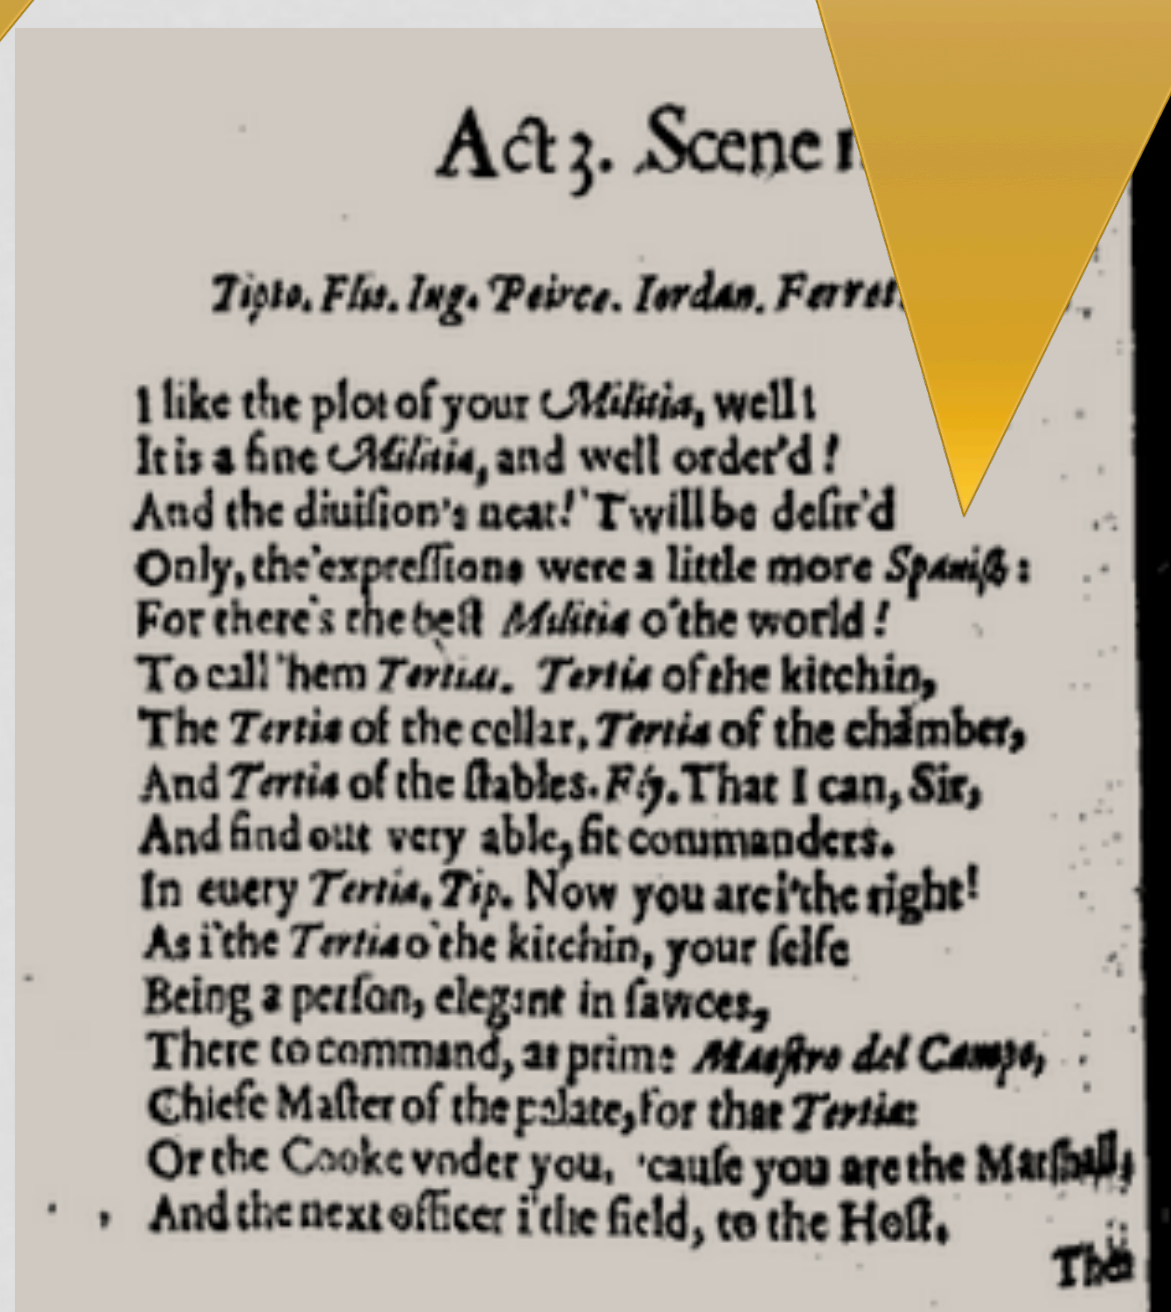 Act 3. Scene
Tipto. Flie. Iug. Peirce. Iordan. Ferret.
I like the plot of your Militia, well!
It is a fine Militia, and well order'd!
And the diuiſion's neat! 'Twill be deſir'd
Only, the'expreſſions were a little more Spaniſh:
For there's the beſt Militia o'the world!
To call 'hem Tertias. Tertia of the kitchin,
The Tertia of the cellar, Tertia of the chamber,
And Tertia of the ſtables. Fly. That I can, Sir,
And find out very able, fit commanders.
In euery Tertia. Tip. Now you are i'the right!
As i'the Tertia o'the kitchin, your ſelfe
Being a perſon, elegant in ſawces,
There to command, as prime Maeſtro del Campo,
Chiefe Maſter of the palate, for that Tertia:
Or the Cooke vnder you, 'cauſe you are the Marſhall,
And the next officer i'the field, to the Hoſt.